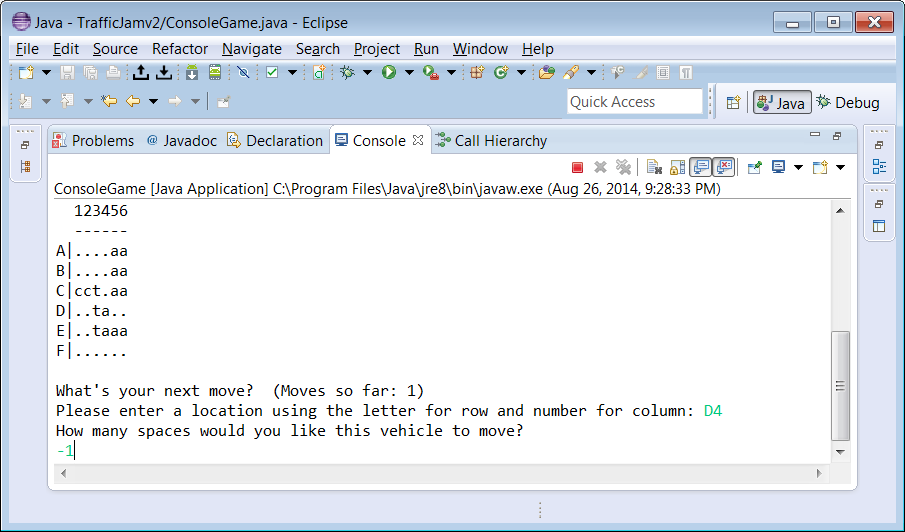 Java - TrafficJamv2/ConsoleGame.java - Eclipse
File Edit Source Refactor Navigate Search Project Run Window Help
Quick Access Java Debug
Problems @ Javadoc Declaration Console Call Hierarchy
ConsoleGame [Java Application] C:\Program Files\Java\jre8\bin\javaw.exe (Aug 26, 2014, 9:28:33 PM)
  123456
  ------
A|....aa
B|....aa
C|cct.aa
D|..ta..
E|..taaa
F|......
What's your next move?  (Moves so far: 1)
Please enter a location using the letter for row and number for column: D4
How many spaces would you like this vehicle to move?
-1